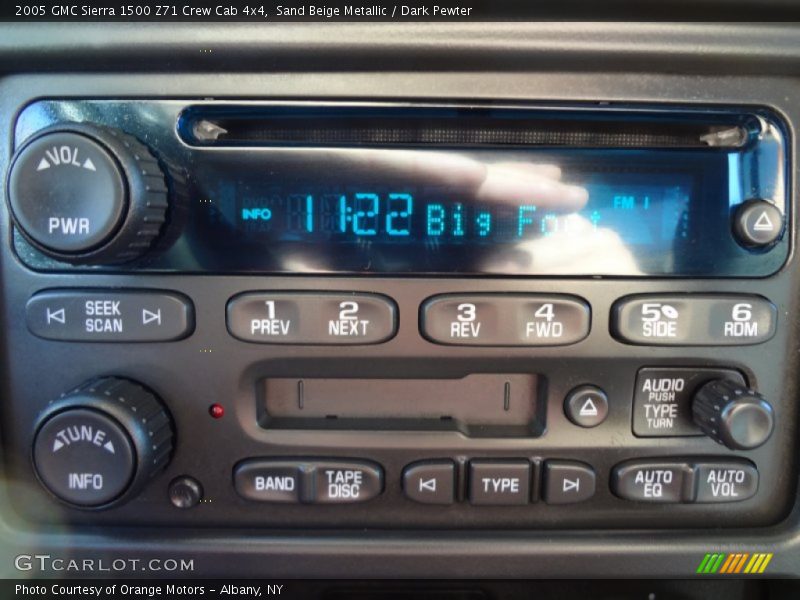 2005 GMC Sierra 1500 Z71 Crew Cab 4x4, Sand Beige Metallic / Dark Pewter
VOL
PWR
INFO 11:22 Big Foot FM 1
SEEK
SCAN
1 PREV 2 NEXT
3 REV 4 FWD
5 SIDE 6 RDM
AUDIO
PUSH
TYPE
TURN
TUNE
INFO
BAND
TAPE
DISC
TYPE
AUTO
EQ
AUTO
VOL
GTCARLOT.COM
Photo Courtesy of Orange Motors - Albany, NY